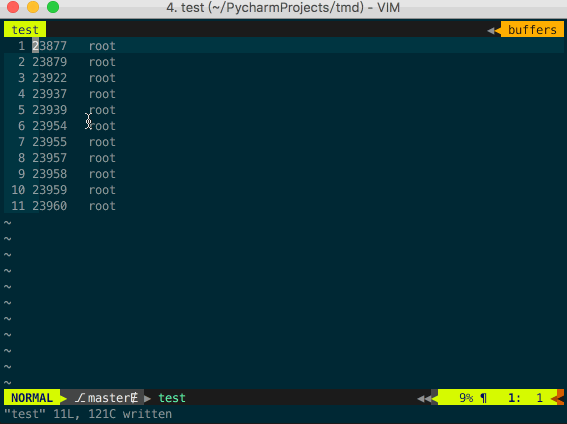 4. test (~/PycharmProjects/tmd) - VIM
test buffers
1 23877 root
2 23879 root
3 23922 root
4 23937 root
5 23939 root
6 23954 root
7 23955 root
8 23957 root
9 23958 root
10 23959 root
11 23960 root
~
~
~
~
~
~
~
~
~
~
~
NORMAL ⎇ master∉ test 9% ¶ 1: 1
"test" 11L, 121C written